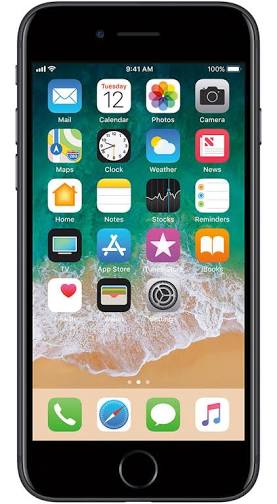 9:41 AM 100%
Tuesday
12
Mail Calendar Photos Camera
Maps Clock Weather News
Home Notes Stocks Reminders
TV App Store iTunes Store iBooks